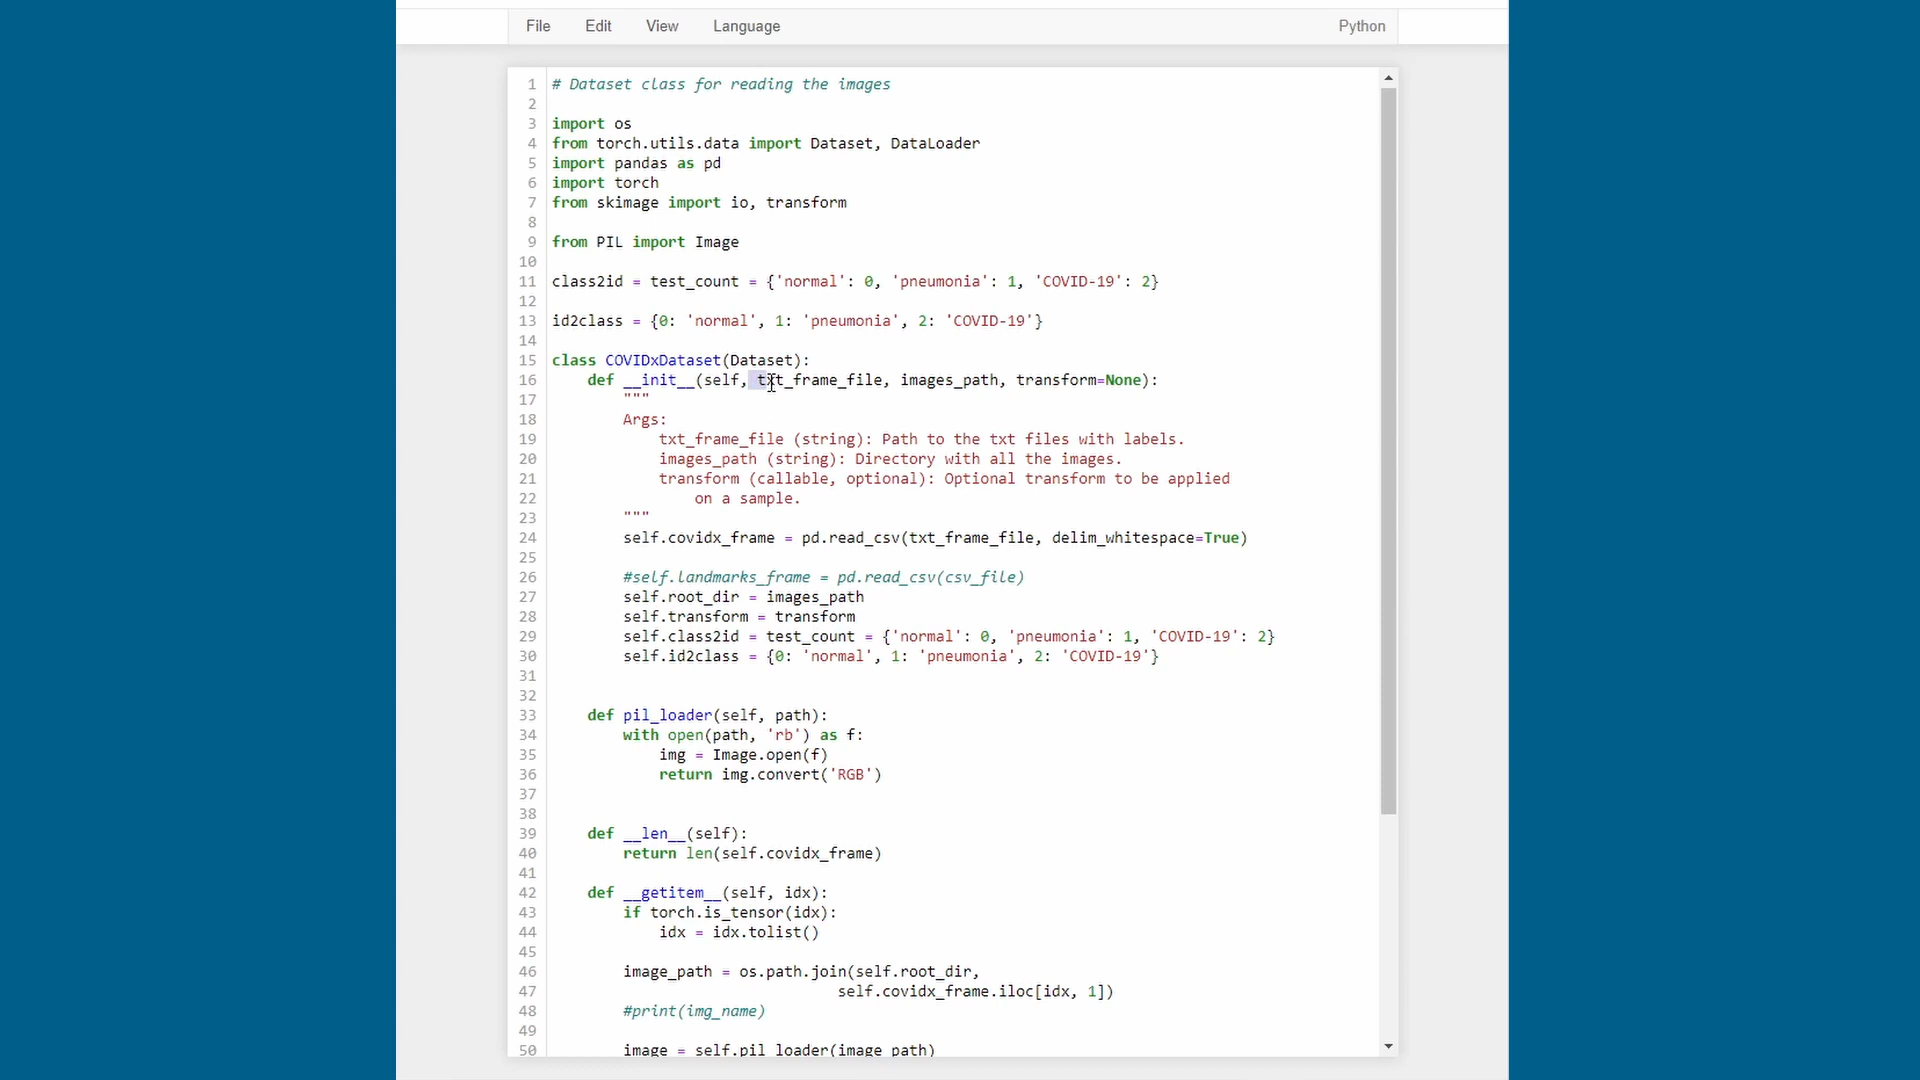 File Edit View Language Python
1 # Dataset class for reading the images
2
3 import os
4 from torch.utils.data import Dataset, DataLoader
5 import pandas as pd
6 import torch
7 from skimage import io, transform
8
9 from PIL import Image
10
11 class2id = test_count = {'normal': 0, 'pneumonia': 1, 'COVID-19': 2}
12
13 id2class = {0: 'normal', 1: 'pneumonia', 2: 'COVID-19'}
14
15 class COVIDxDataset(Dataset):
16     def __init__(self, txt_frame_file, images_path, transform=None):
17         """
18         Args:
19             txt_frame_file (string): Path to the txt files with labels.
20             images_path (string): Directory with all the images.
21             transform (callable, optional): Optional transform to be applied
22                 on a sample.
23         """
24         self.covidx_frame = pd.read_csv(txt_frame_file, delim_whitespace=True)
25
26         #self.landmarks_frame = pd.read_csv(csv_file)
27         self.root_dir = images_path
28         self.transform = transform
29         self.class2id = test_count = {'normal': 0, 'pneumonia': 1, 'COVID-19': 2}
30         self.id2class = {0: 'normal', 1: 'pneumonia', 2: 'COVID-19'}
31
32
33     def pil_loader(self, path):
34         with open(path, 'rb') as f:
35             img = Image.open(f)
36             return img.convert('RGB')
37
38
39     def __len__(self):
40         return len(self.covidx_frame)
41
42     def __getitem__(self, idx):
43         if torch.is_tensor(idx):
44             idx = idx.tolist()
45
46         image_path = os.path.join(self.root_dir,
47                                 self.covidx_frame.iloc[idx, 1])
48         #print(img_name)
49
50         image = self.pil_loader(image_path)